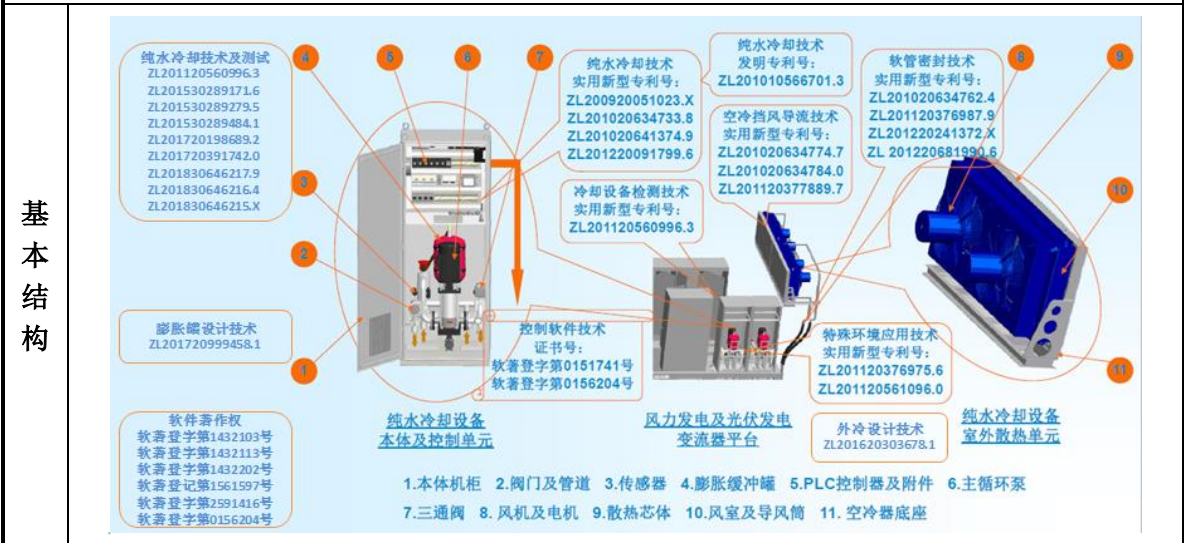 基
本
结
构
纯水冷却技术及测试
ZL201120560996.3
ZL201530289171.6
ZL201530289279.5
ZL201530289484.1
ZL201720198689.2
ZL201720391742.0
ZL201830646217.9
ZL201830646216.4
ZL201830646215.X
膨胀罐设计技术
ZL201720999458.1
软件著作权
软著登字第1432103号
软著登字第1432113号
软著登字第1432202号
软著登记第1561597号
软著登字第2591416号
软著登字第0156204号
4
5
6
7
3
2
1
纯水冷却技术
实用新型专利号：
ZL200920051023.X
ZL201020634733.8
ZL201020641374.9
ZL201220091799.6
纯水冷却技术
发明专利号：
ZL201010566701.3
空冷挡风导流技术
实用新型专利号：
ZL201020634774.7
ZL201020634784.0
ZL201120377889.7
软管密封技术
实用新型专利号：
ZL201020634762.4
ZL201120376987.9
ZL201220241372.X
ZL 201220681990.6
8
9
10
11
冷却设备检测技术
实用新型专利号：
ZL201120560996.3
控制软件技术
证书号：
软著登字第0151741号
软著登字第0156204号
特殊环境应用技术
实用新型专利号：
ZL201120376975.6
ZL201120561096.0
外冷设计技术
ZL201620303678.1
纯水冷却设备
本体及控制单元
风力发电及光伏发电
变流器平台
纯水冷却设备
室外散热单元
1.本体机柜 2.阀门及管道 3.传感器 4.膨胀缓冲罐 5.PLC控制器及附件 6.主循环泵
7.三通阀 8. 风机及电机 9.散热芯体 10.风室及导风筒 11. 空冷器底座